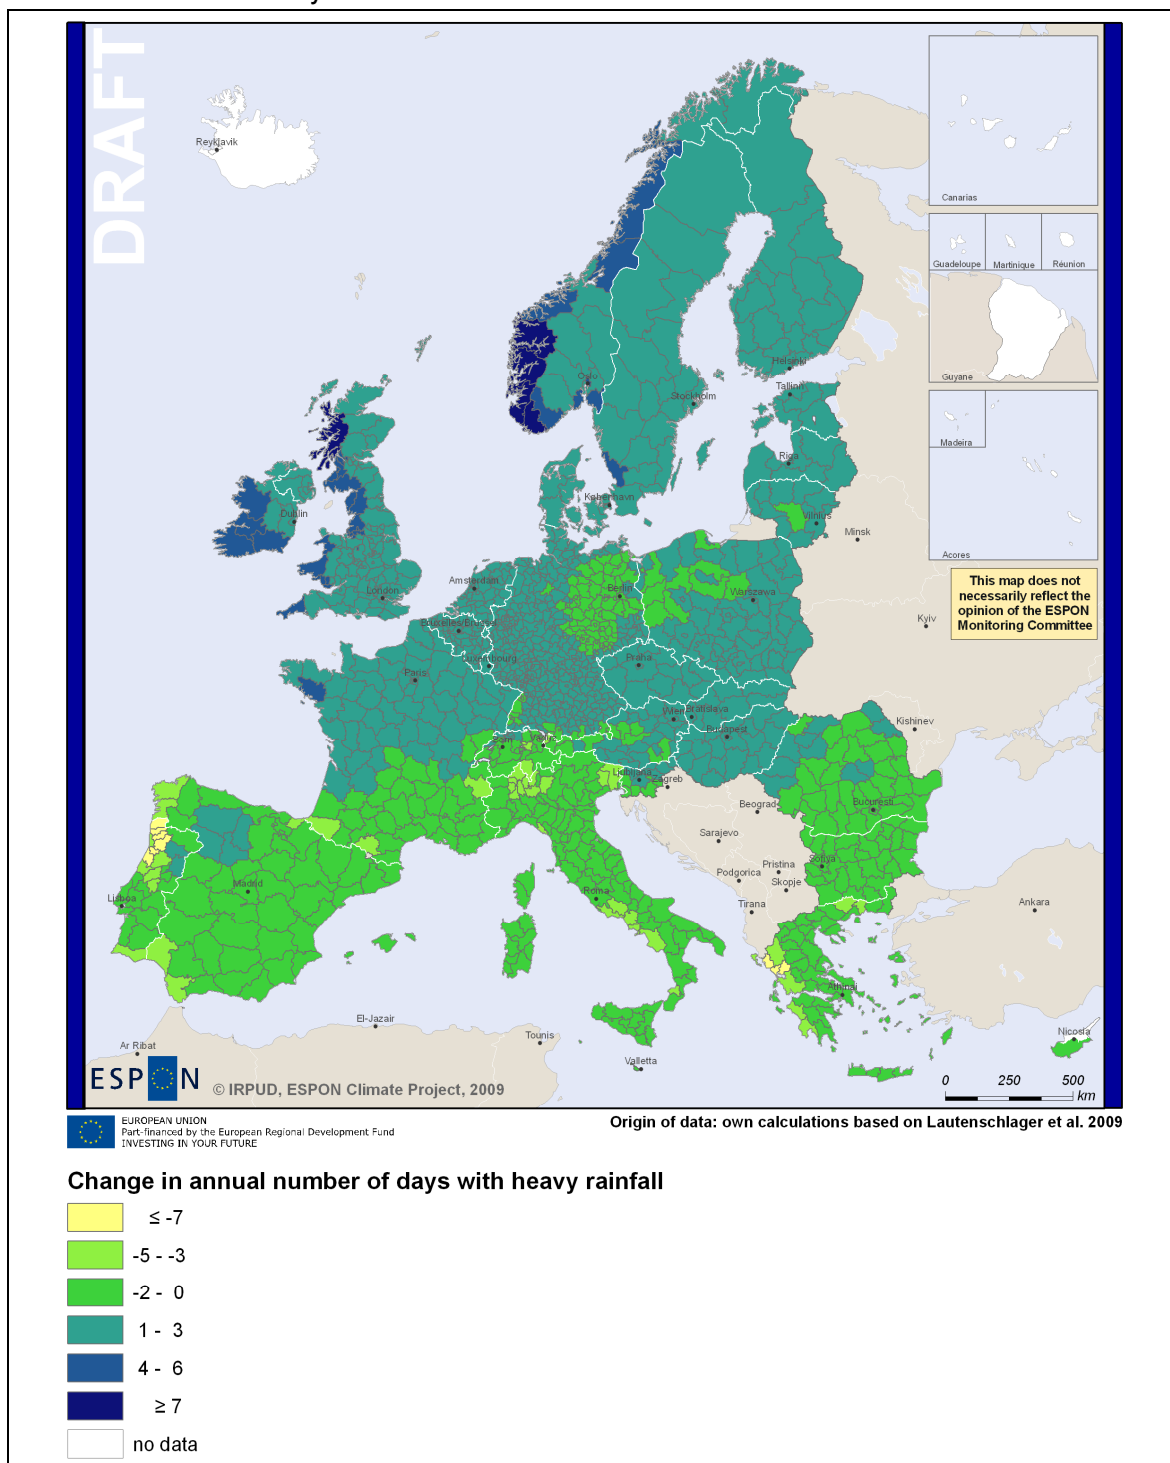 DRAFT
Reykjavik
Canarias
Guadeloupe
Martinique
Réunion
Guyane
Madeira
Acores
This map does not
necessarily reflect the
opinion of the ESPON
Monitoring Committee
Helsinki
Tallinn
Oslo
Stockholm
Riga
København
Vilnius
Minsk
Dublin
London
Amsterdam
Berlin
Warszawa
Kyiv
Bruxelles/Brussel
Luxembourg
Praha
Paris
Wien
Bratislava
Budapest
Kishinev
Bern
Vaduz
Ljubljana
Zagreb
Beograd
Bucuresti
Sarajevo
Sofiya
Pristina
Podgorica
Skopje
Tirana
Ankara
Madrid
Lisboa
Roma
Athinai
Nicosia
El-Jazair
Tounis
Ar Ribat
Valletta
ESPON
© IRPUD, ESPON Climate Project, 2009
0 250 500
km
EUROPEAN UNION
Part-financed by the European Regional Development Fund
INVESTING IN YOUR FUTURE
Origin of data: own calculations based on Lautenschlager et al. 2009
Change in annual number of days with heavy rainfall
≤ -7
-5 - -3
-2 - 0
1 - 3
4 - 6
≥ 7
no data